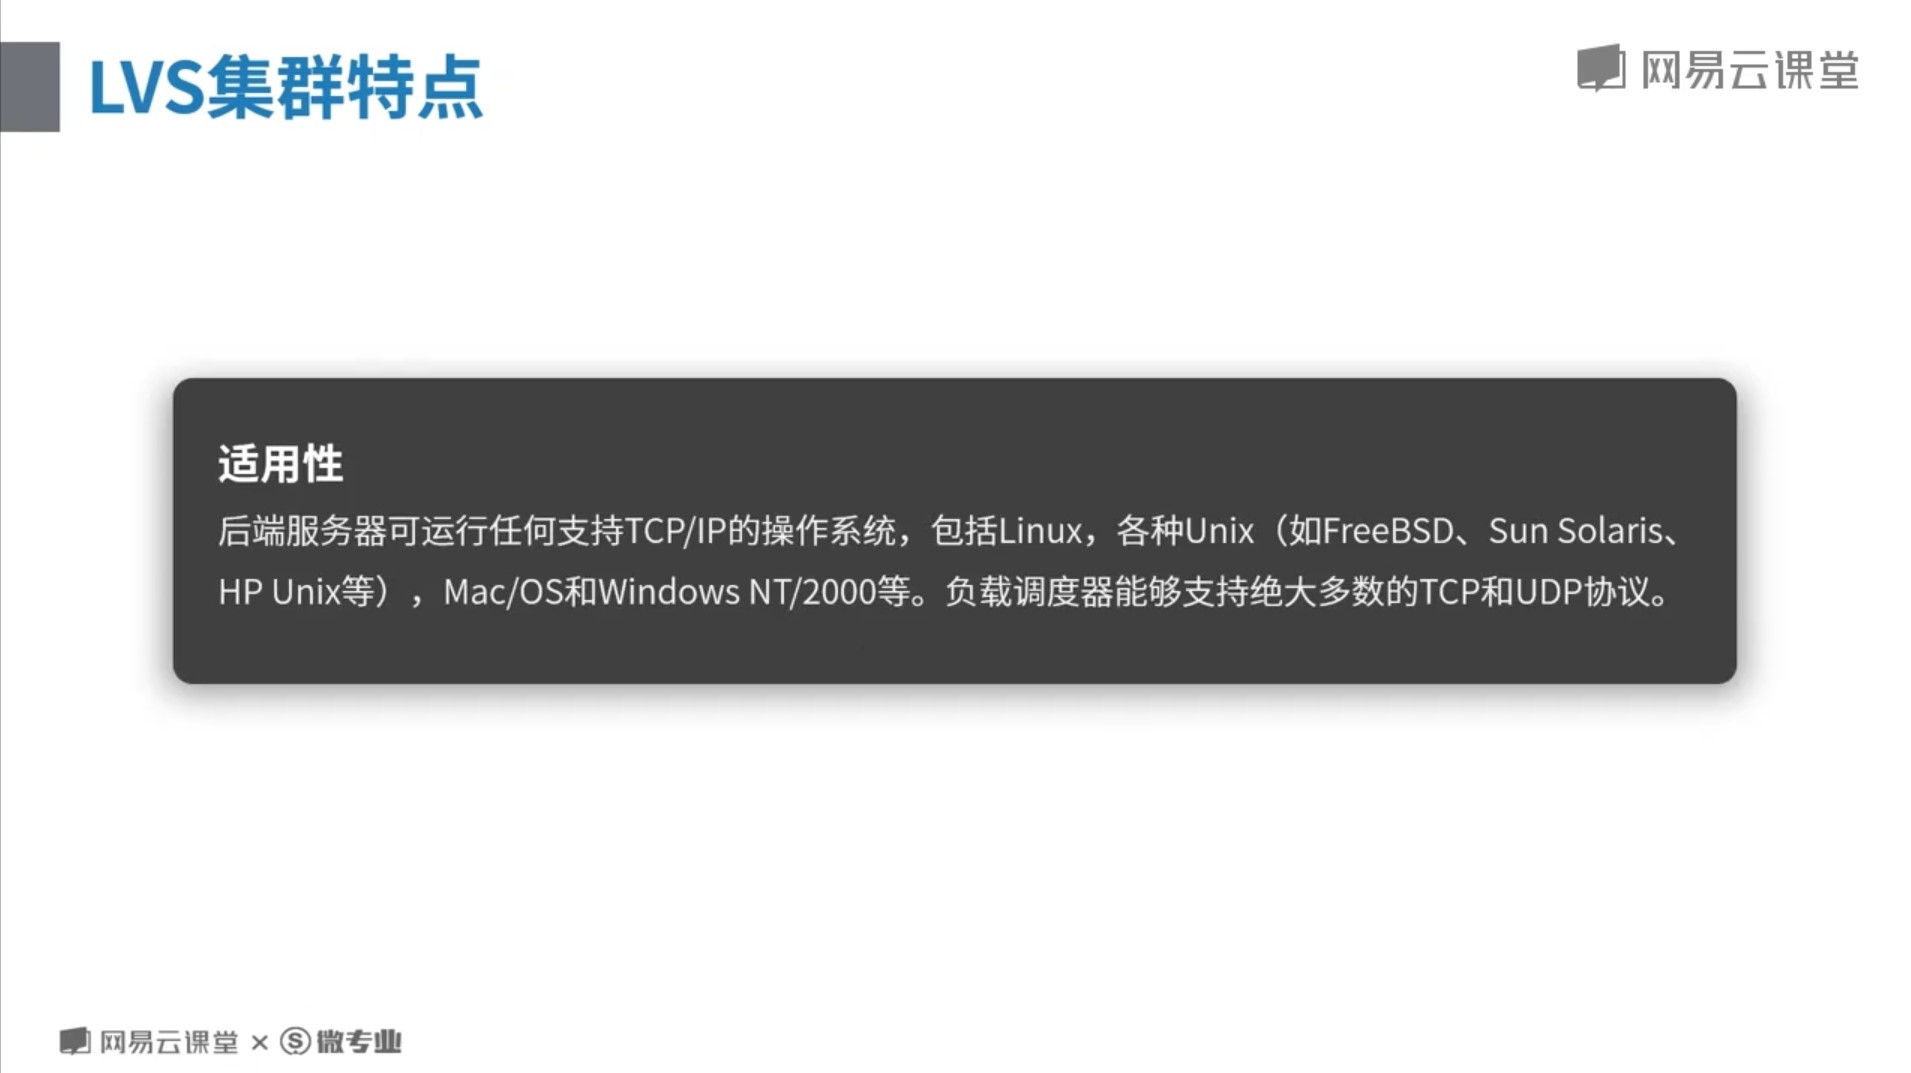 LVS集群特点
网易云课堂
适用性
后端服务器可运行任何支持TCP/IP的操作系统，包括Linux，各种Unix（如FreeBSD、Sun Solaris、
HP Unix等），Mac/OS和Windows NT/2000等。负载调度器能够支持绝大多数的TCP和UDP协议。
网易云课堂 × Ⓢ微专业